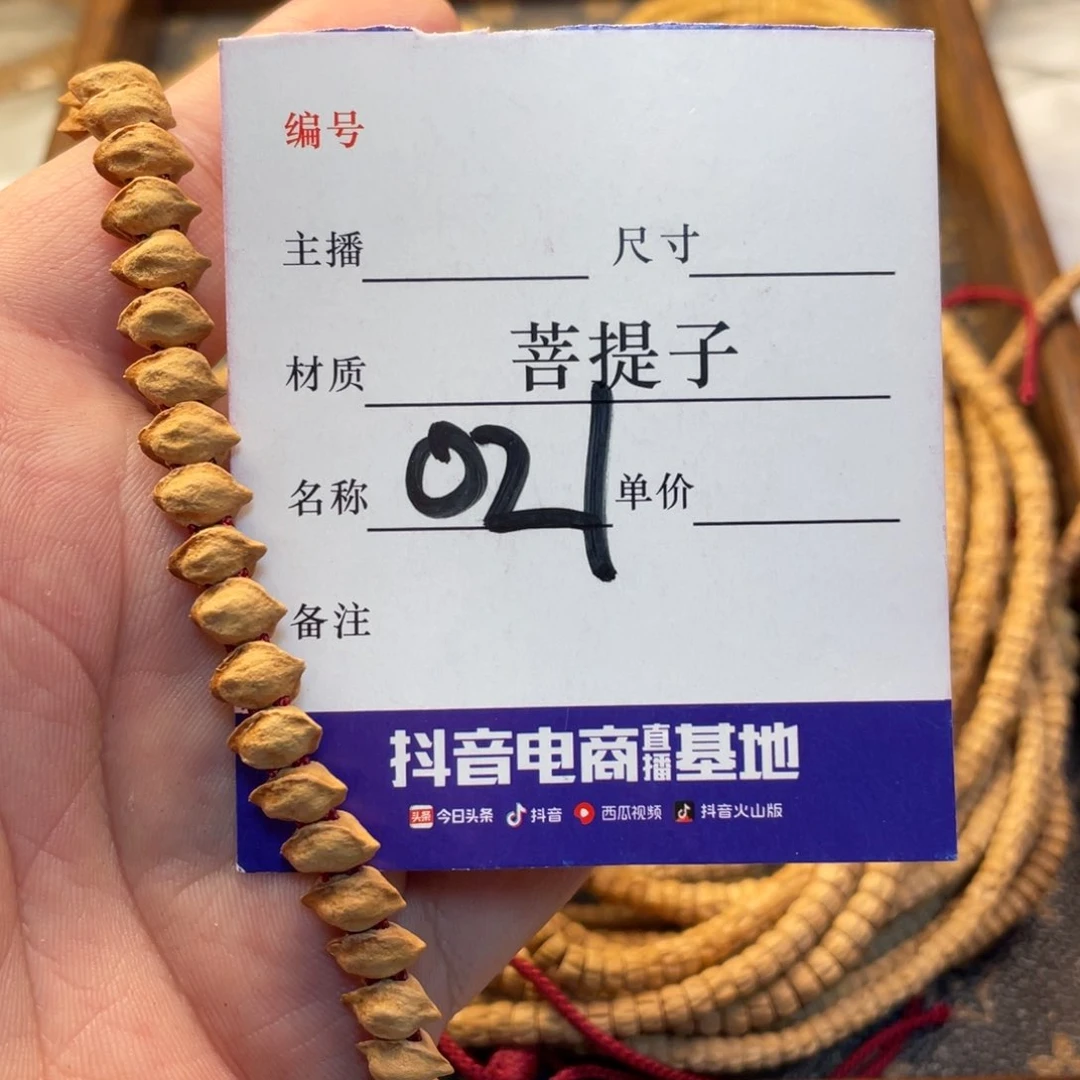 编号
主播 尺寸
材质 菩提子
名称 021 单价
备注
抖音电商直播基地
头条 今日头条 抖音 西瓜视频 抖音火山版